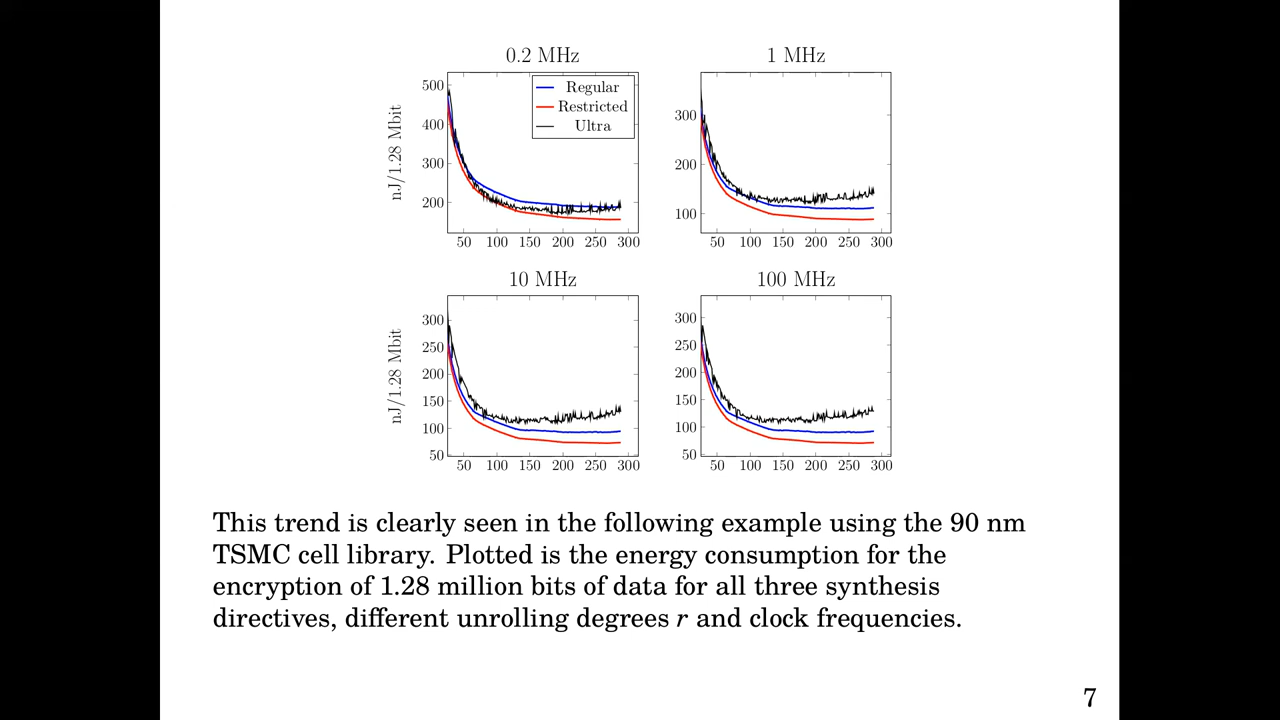 0.2 MHz
1 MHz
500
400
300
200
nJ/1.28 Mbit
Regular
Restricted
Ultra
50 100 150 200 250 300
300
200
100
50 100 150 200 250 300
10 MHz
100 MHz
300
250
200
150
100
50
nJ/1.28 Mbit
50 100 150 200 250 300
300
250
200
150
100
50
50 100 150 200 250 300
This trend is clearly seen in the following example using the 90 nm
TSMC cell library. Plotted is the energy consumption for the
encryption of 1.28 million bits of data for all three synthesis
directives, different unrolling degrees r and clock frequencies.
7